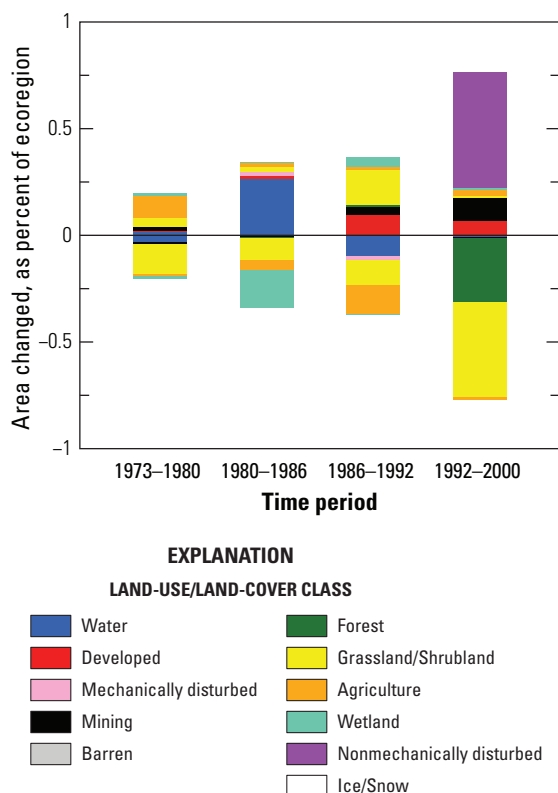 Area changed, as percent of ecoregion
1
0.5
0
−0.5
−1
1973–1980 1980–1986 1986–1992 1992–2000
Time period
EXPLANATION
LAND-USE/LAND-COVER CLASS
Water
Developed
Mechanically disturbed
Mining
Barren
Forest
Grassland/Shrubland
Agriculture
Wetland
Nonmechanically disturbed
Ice/Snow